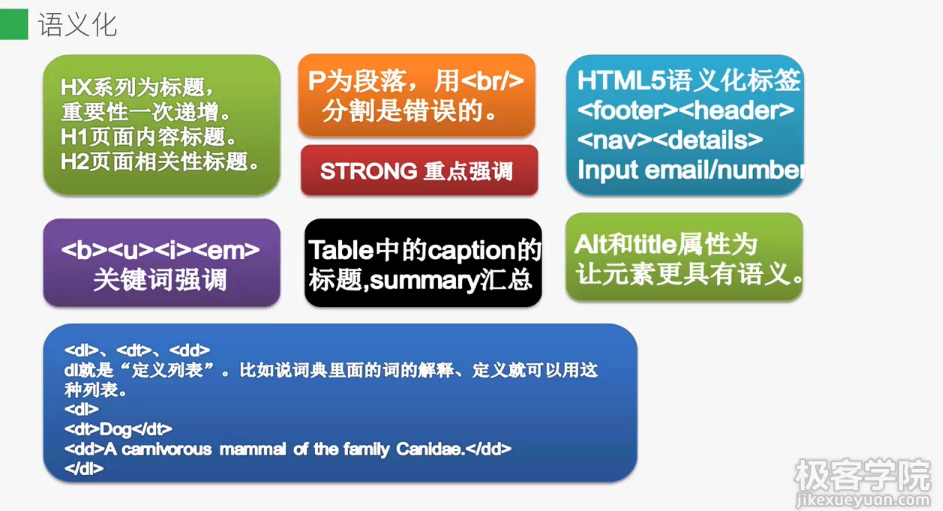 语义化
HX系列为标题，
重要性一次递增。
H1页面内容标题。
H2页面相关性标题。
P为段落，用<br/>
分割是错误的。
STRONG 重点强调
HTML5语义化标签
<footer><header>
<nav><details>
Input email/number
<b><u><i><em>
关键词强调
Table中的caption的
标题,summary汇总
Alt和title属性为
让元素更具有语义。
<dl>、<dt>、<dd>
dl就是“定义列表”。比如说词典里面的词的解释、定义就可以用这
种列表。
<dl>
<dt>Dog</dt>
<dd>A carnivorous mammal of the family Canidae.</dd>
</dl>
极客学院
jikexueyuan.com